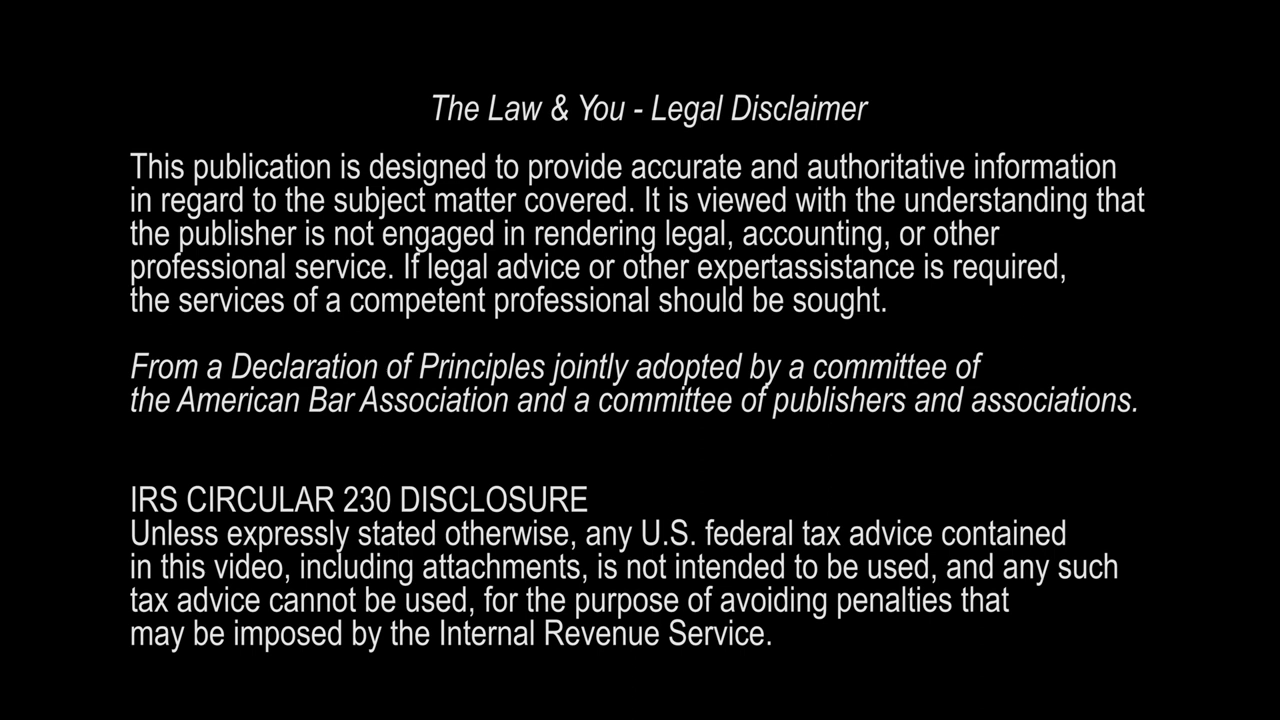 The Law & You - Legal Disclaimer
This publication is designed to provide accurate and authoritative information
in regard to the subject matter covered. It is viewed with the understanding that
the publisher is not engaged in rendering legal, accounting, or other
professional service. If legal advice or other expertassistance is required,
the services of a competent professional should be sought.
From a Declaration of Principles jointly adopted by a committee of
the American Bar Association and a committee of publishers and associations.
IRS CIRCULAR 230 DISCLOSURE
Unless expressly stated otherwise, any U.S. federal tax advice contained
in this video, including attachments, is not intended to be used, and any such
tax advice cannot be used, for the purpose of avoiding penalties that
may be imposed by the Internal Revenue Service.